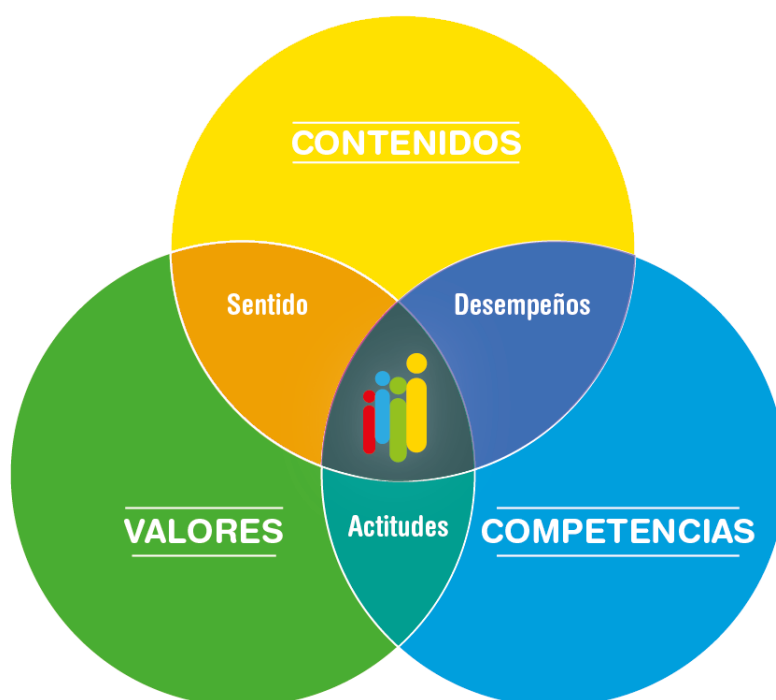 CONTENIDOS
Sentido
Desempeños
VALORES
Actitudes
COMPETENCIAS